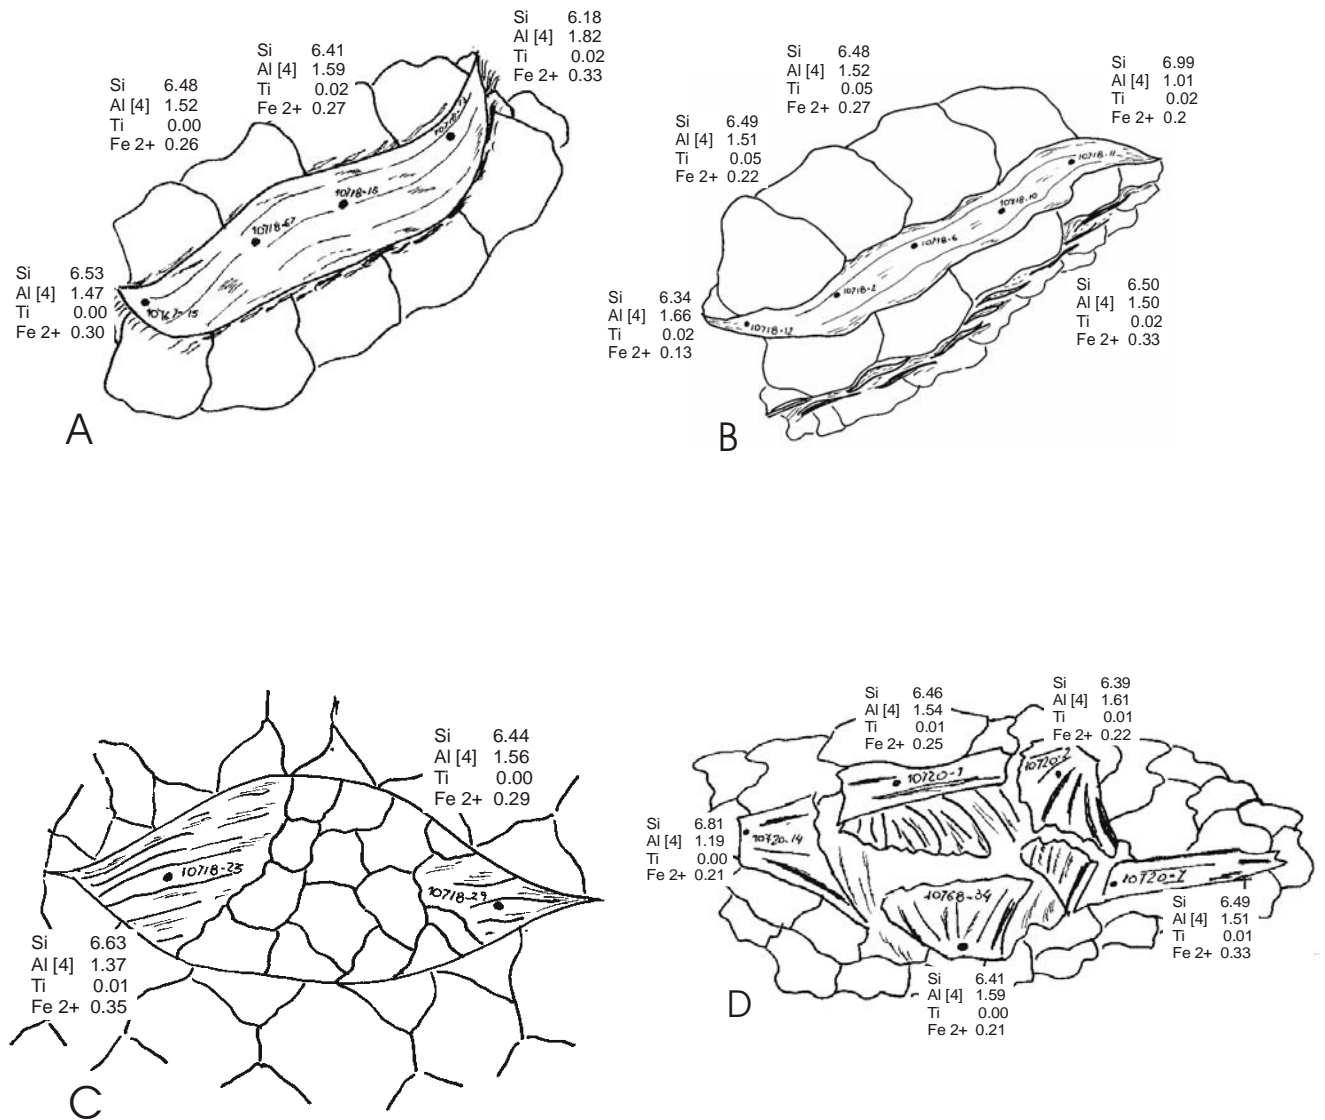 Si 6.18
Al [4] 1.82
Ti 0.02
Fe 2+ 0.33
Si 6.41
Al [4] 1.59
Ti 0.02
Fe 2+ 0.27
Si 6.48
Al [4] 1.52
Ti 0.00
Fe 2+ 0.26
Si 6.53
Al [4] 1.47
Ti 0.00
Fe 2+ 0.30
10718-18
10718-67
A
Si 6.48
Al [4] 1.52
Ti 0.05
Fe 2+ 0.27
Si 6.99
Al [4] 1.01
Ti 0.02
Fe 2+ 0.2
Si 6.49
Al [4] 1.51
Ti 0.05
Fe 2+ 0.22
Si 6.34
Al [4] 1.66
Ti 0.02
Fe 2+ 0.13
Si 6.50
Al [4] 1.50
Ti 0.02
Fe 2+ 0.33
10718-11
10718-10
10718-6
10718-2
10718-12
B
Si 6.44
Al [4] 1.56
Ti 0.00
Fe 2+ 0.29
10718-23
10718-29
Si 6.63
Al [4] 1.37
Ti 0.01
Fe 2+ 0.35
C
Si 6.46
Al [4] 1.54
Ti 0.01
Fe 2+ 0.25
Si 6.39
Al [4] 1.61
Ti 0.01
Fe 2+ 0.22
10720-1
10720-2
Si 6.81
Al [4] 1.19
Ti 0.00
Fe 2+ 0.21
10720-14
10768-34
Si 6.49
Al [4] 1.51
Ti 0.01
Fe 2+ 0.33
Si 6.41
Al [4] 1.59
Ti 0.00
Fe 2+ 0.21
D